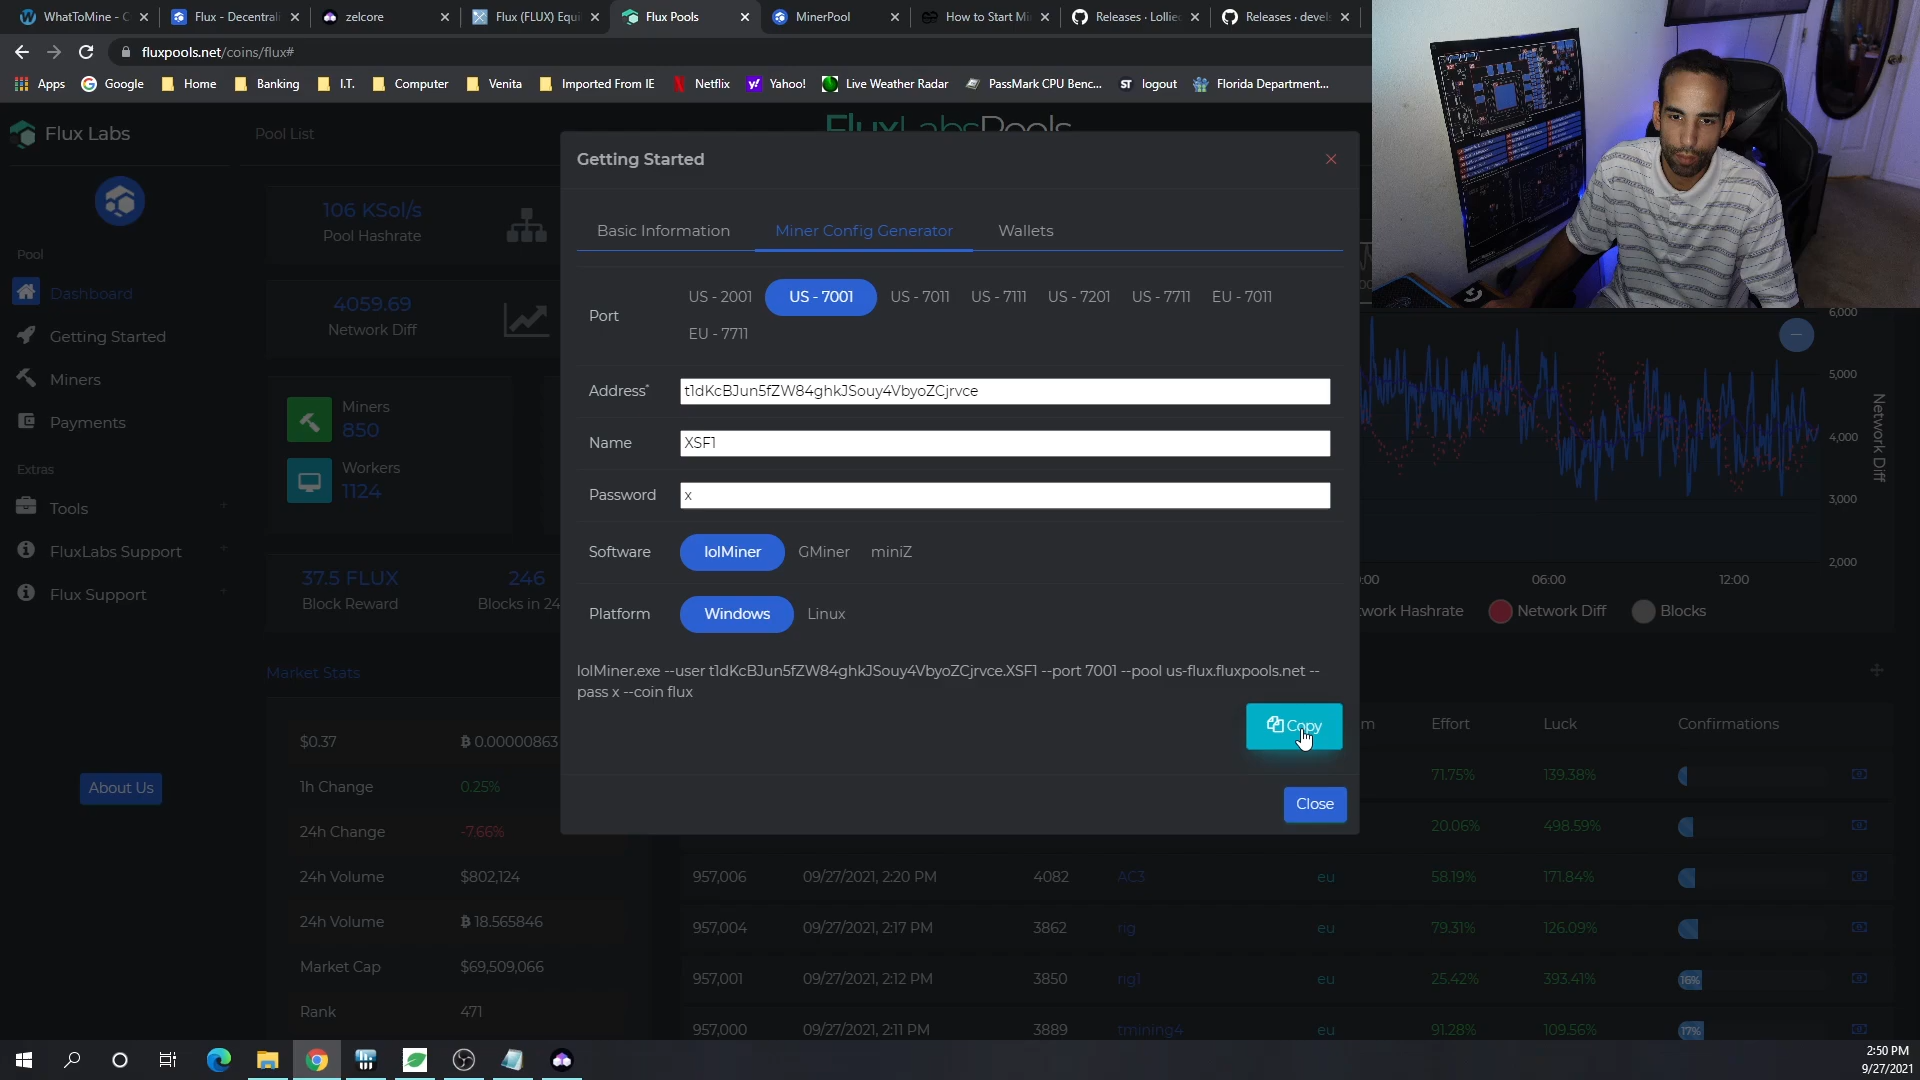 WhatToMine - C
Flux - Decentrali
zelcore
Flux (FLUX) Equi
Flux Pools
MinerPool
How to Start Mi
Releases · Lollie
Releases · devel
fluxpools.net/coins/flux#
Apps
Google
Home
Banking
I.T.
Computer
Venita
Imported From IE
Netflix
Yahoo!
Live Weather Radar
PassMark CPU Benc...
ST logout
Florida Department...
Flux Labs
Pool List
FluxLabsPools
Getting Started
Basic Information
Miner Config Generator
Wallets
Port
US - 2001
US - 7001
US - 7011
US - 7111
US - 7201
US - 7711
EU - 7011
EU - 7711
Address*
t1dKcBJun5fZW84ghkJSouy4VbyoZCjrvce
Name
XSF1
Password
x
Software
lolMiner
GMiner
miniZ
Platform
Windows
Linux
lolMiner.exe --user t1dKcBJun5fZW84ghkJSouy4VbyoZCjrvce.XSF1 --port 7001 --pool us-flux.fluxpools.net --
pass x --coin flux
Copy
Close
Pool
Dashboard
Getting Started
Miners
Payments
Extras
Tools
FluxLabs Support
Flux Support
About Us
106 KSol/s
Pool Hashrate
4059.69
Network Diff
Miners
850
Workers
1124
37.5 FLUX
Block Reward
246
Blocks in 24
Market Stats
$0.37
₿ 0.00000863
1h Change
0.25%
24h Change
-7.66%
24h Volume
$802,124
24h Volume
₿ 18.565846
Market Cap
$69,509,066
Rank
471
6,000
5,000
4,000
3,000
2,000
Network Diff
:00
06:00
12:00
work Hashrate
Network Diff
Blocks
m
Effort
Luck
Confirmations
71.75%
139.38%
20.06%
498.59%
957,006
09/27/2021, 2:20 PM
4082
AC3
eu
58.19%
171.84%
957,004
09/27/2021, 2:17 PM
3862
rig
eu
79.31%
126.09%
957,001
09/27/2021, 2:12 PM
3850
rig1
eu
25.42%
393.41%
16%
957,000
09/27/2021, 2:11 PM
3889
tmining4
eu
91.28%
109.56%
17%
2:50 PM
9/27/2021